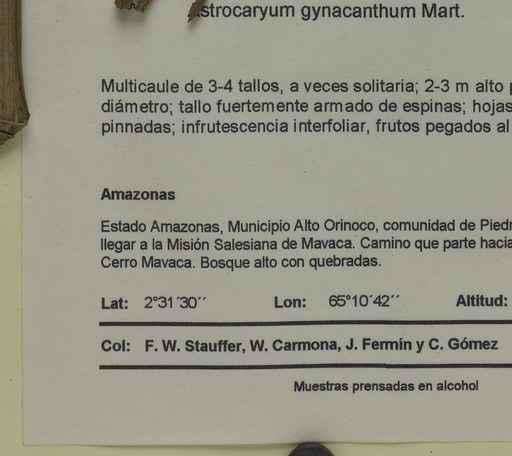 strocaryum gynacanthum Mart.
Multicaule de 3-4 tallos, a veces solitaria; 2-3 m alto
diámetro; tallo fuertemente armado de espinas; hojas
pinnadas; infrutescencia interfoliar, frutos pegados al
Amazonas
Estado Amazonas, Municipio Alto Orinoco, comunidad de Pied
llegar a la Misión Salesiana de Mavaca. Camino que parte hacia
Cerro Mavaca. Bosque alto con quebradas.
Lat: 2°31´30´´ Lon: 65°10´42´´ Altitud:
Col: F. W. Stauffer, W. Carmona, J. Fermín y C. Gómez
Muestras prensadas en alcohol